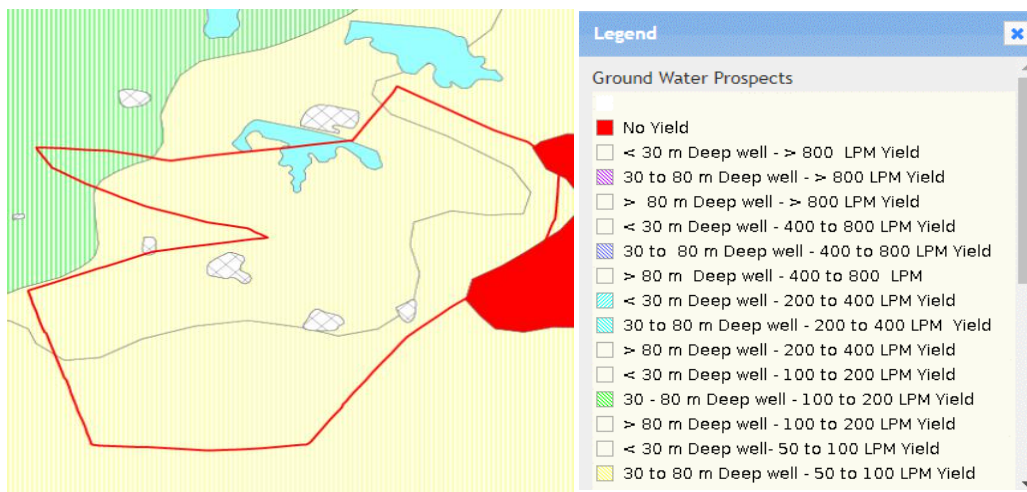 Legend
Ground Water Prospects
No Yield
< 30 m Deep well - > 800  LPM Yield
30 to 80 m Deep well - > 800 LPM Yield
>  80 m Deep well - > 800 LPM Yield
< 30 m Deep well - 400 to 800 LPM Yield
30 to  80 m Deep well - 400 to 800 LPM Yield
> 80 m  Deep well - 400 to 800  LPM
< 30 m Deep well - 200 to 400 LPM Yield
30 to 80 m Deep well - 200 to 400 LPM  Yield
> 80 m Deep well - 200 to 400 LPM Yield
< 30 m Deep well - 100 to 200 LPM Yield
30 - 80 m Deep well - 100 to 200 LPM Yield
> 80 m Deep well - 100 to 200 LPM Yield
< 30 m Deep well- 50 to 100 LPM Yield
30 to 80 m Deep well - 50 to 100 LPM Yield